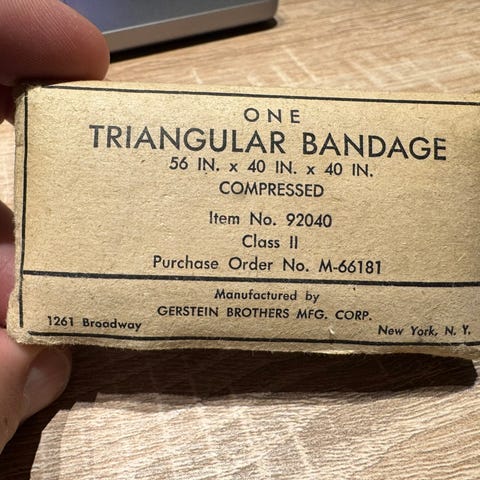 ONE
TRIANGULAR BANDAGE
56 IN. x 40 IN. x 40 IN.
COMPRESSED
Item No. 92040
Class II
Purchase Order No. M-66181
Manufactured by
GERSTEIN BROTHERS MFG. CORP.
1261 Broadway New York, N. Y.